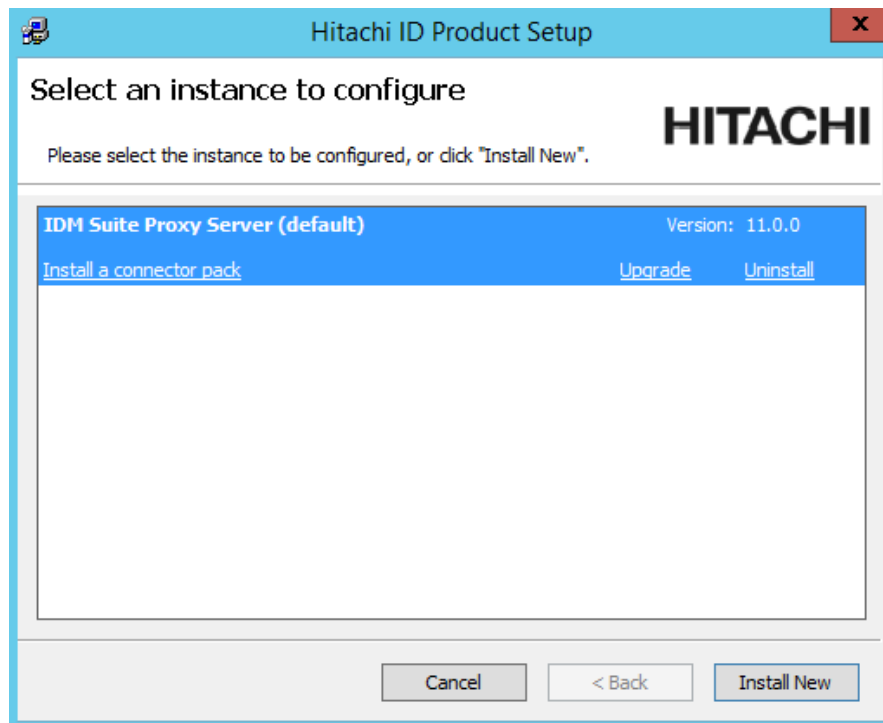 Hitachi ID Product Setup
x
Select an instance to configure
HITACHI
Please select the instance to be configured, or click "Install New".
IDM Suite Proxy Server (default) Version: 11.0.0
Install a connector pack Upgrade Uninstall
Cancel < Back Install New